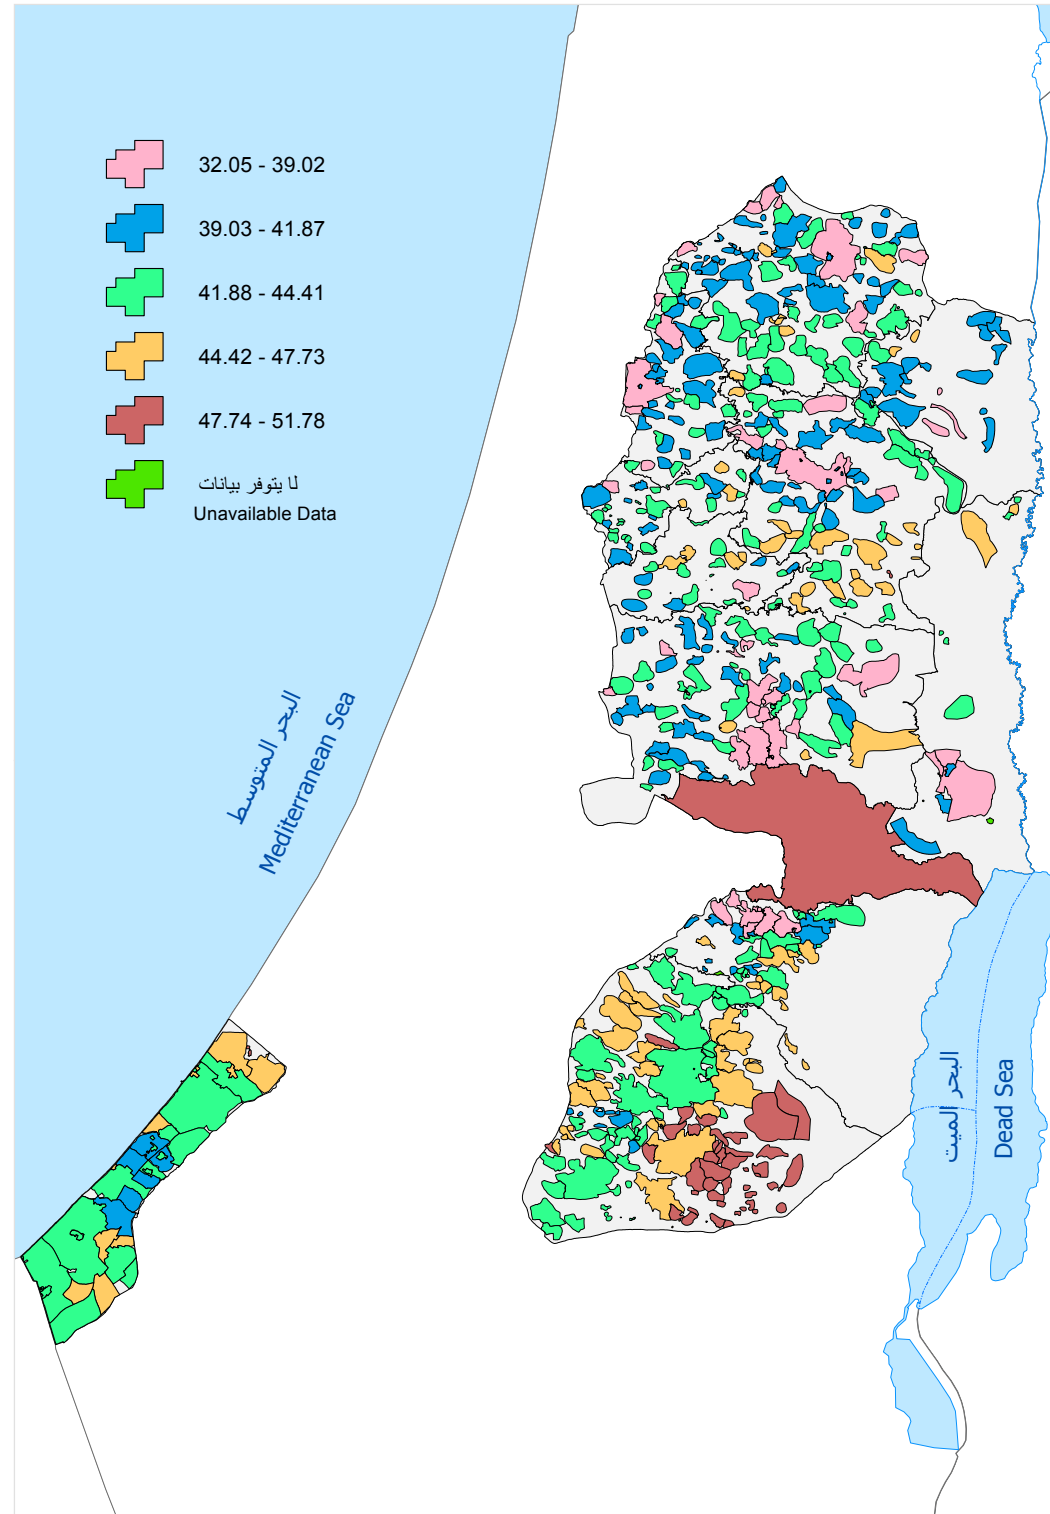 32.05 - 39.02
39.03 - 41.87
41.88 - 44.41
44.42 - 47.73
47.74 - 51.78
لا يتوفر بيانات
Unavailable Data
البحر المتوسط
Mediterranean Sea
البحر الميت
Dead Sea